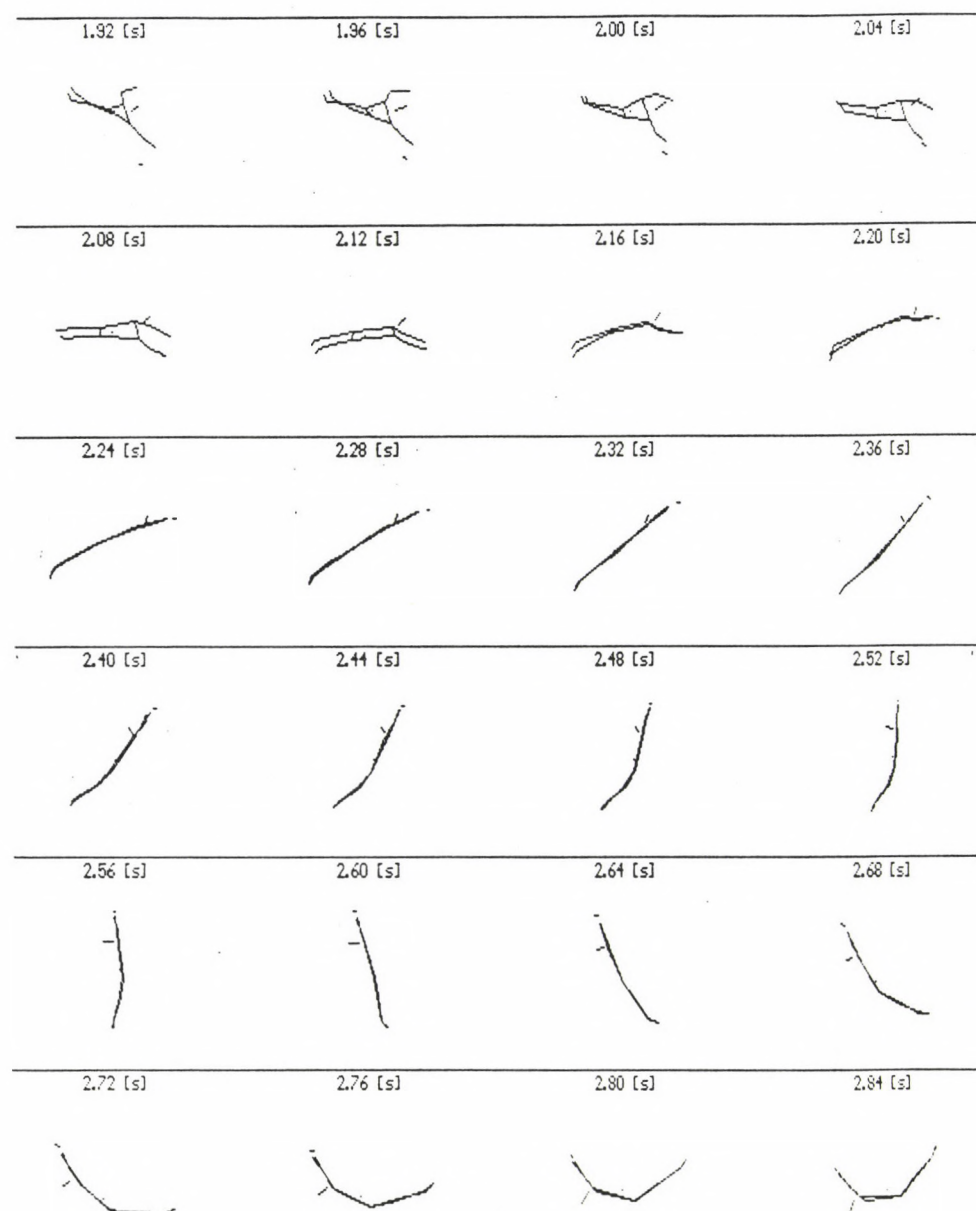 1.92 [s] 1.96 [s] 2.00 [s] 2.04 [s]
2.08 [s] 2.12 [s] 2.16 [s] 2.20 [s]
2.24 [s] 2.28 [s] 2.32 [s] 2.36 [s]
2.40 [s] 2.44 [s] 2.48 [s] 2.52 [s]
2.56 [s] 2.60 [s] 2.64 [s] 2.68 [s]
2.72 [s] 2.76 [s] 2.80 [s] 2.84 [s]